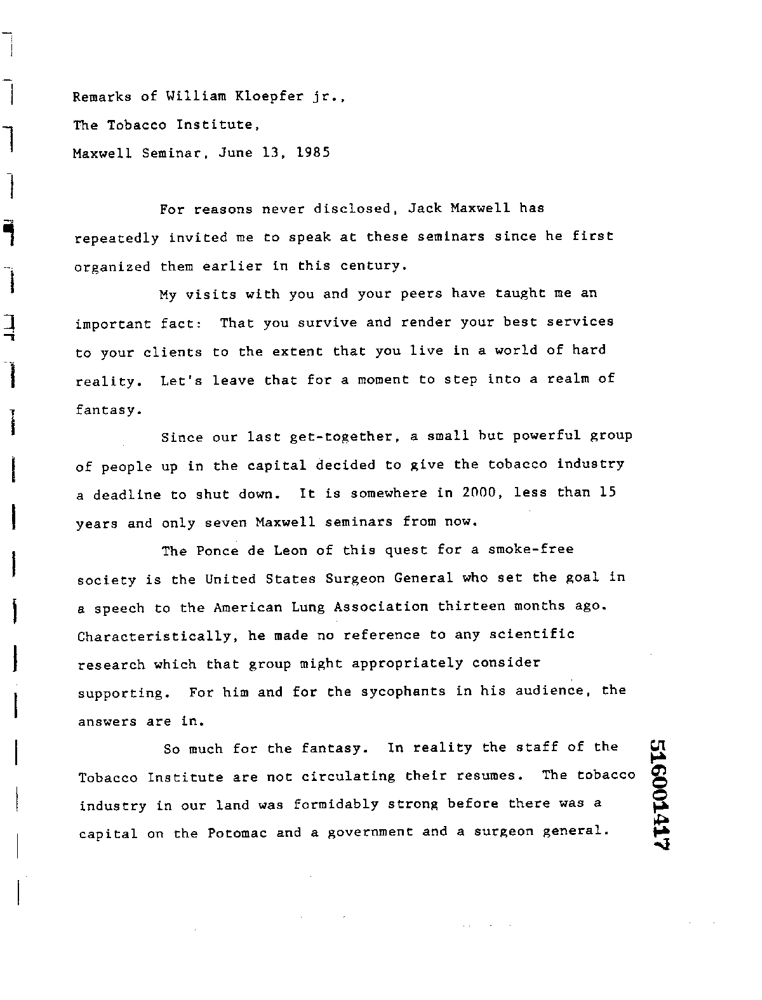 Remarks of William Kloepfer jr.,
The Tobacco Institute,
Maxwell Seminar, June 13, 1985
For reasons never disclosed, Jack Maxwell has
repeatedly invited me to speak at these seminars since he first
organized them earlier in this century.
My visits with you and your peers have taught me an
important fact: That you survive and render your best services
to your clients to the extent that you live in a world of hard
reality. Let's leave that for a moment to step into a realm of
fantasy.
Since our last get-together, a small but powerful group
of people up in the capital decided to give the tobacco industry
a deadline to shut down. It is somewhere in 2000, less than 15
years and only seven Maxwell seminars from now.
The Ponce de Leon of this quest for a smoke-free
society is the United States Surgeon General who set the goal in
a speech to the American Lung Association thirteen months ago.
Characteristically, he made no reference to any scientific
research which that group might appropriately consider
supporting. For him and for the sycophants in his audience, the
answers are in.
So much for the fantasy. In reality the staff of the
Tobacco Institute are not circulating their resumes. The tobacco
industry in our land was formidably strong before there was a
capital on the Potomac and a government and a surgeon general.
516001417